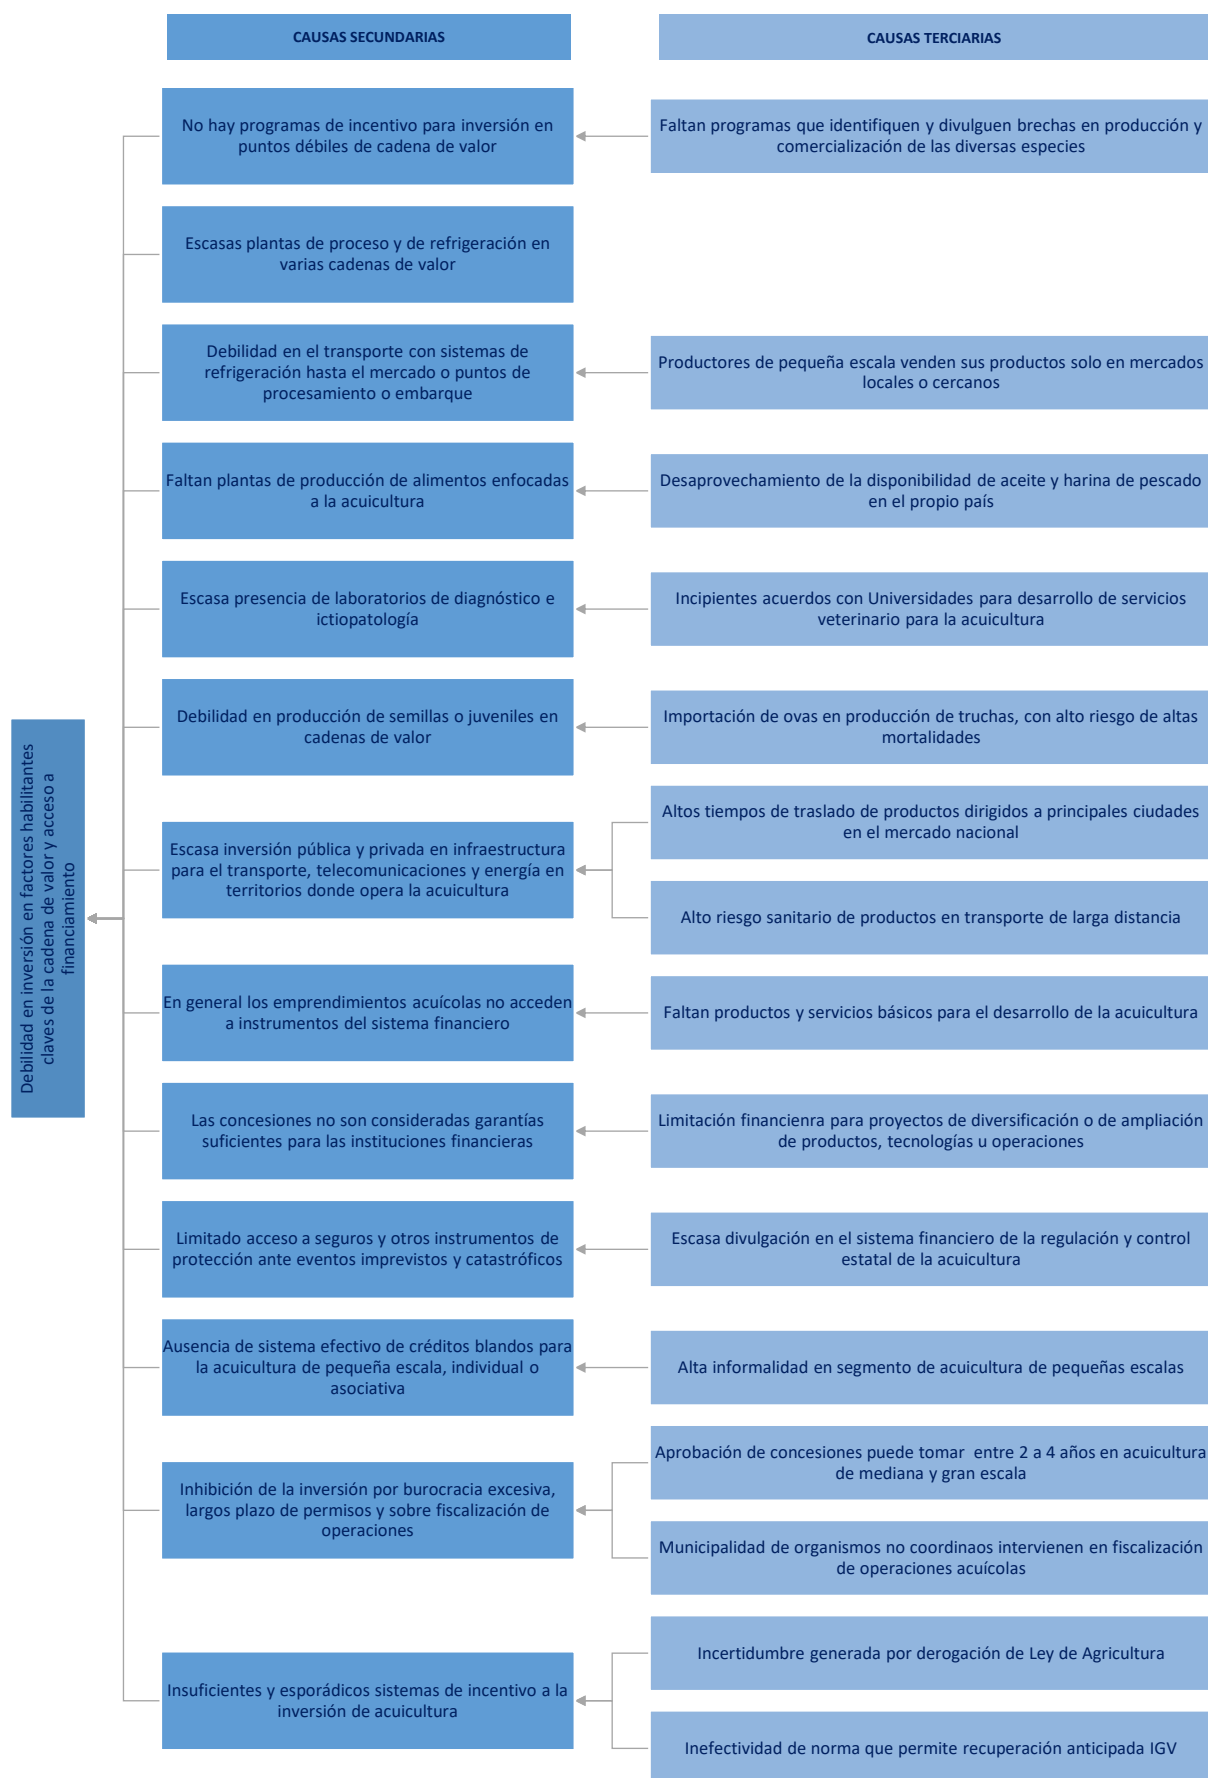 CAUSAS SECUNDARIAS
CAUSAS TERCIARIAS
No hay programas de incentivo para inversión en
puntos débiles de cadena de valor
Faltan programas que identifiquen y divulguen brechas en producción y
comercialización de las diversas especies
Escasas plantas de proceso y de refrigeración en
varias cadenas de valor
Debilidad en el transporte con sistemas de
refrigeración hasta el mercado o puntos de
procesamiento o embarque
Productores de pequeña escala venden sus productos solo en mercados
locales o cercanos
Faltan plantas de producción de alimentos enfocadas
a la acuicultura
Desaprovechamiento de la disponibilidad de aceite y harina de pescado
en el propio país
Escasa presencia de laboratorios de diagnóstico e
ictiopatología
Incipientes acuerdos con Universidades para desarrollo de servicios
veterinario para la acuicultura
Debilidad en producción de semillas o juveniles en
cadenas de valor
Importación de ovas en producción de truchas, con alto riesgo de altas
mortalidades
Debilidad en inversión en factores habilitantes
claves de la cadena de valor y acceso a
financiamiento
Escasa inversión pública y privada en infraestructura
para el transporte, telecomunicaciones y energía en
territorios donde opera la acuicultura
Altos tiempos de traslado de productos dirigidos a principales ciudades
en el mercado nacional
Alto riesgo sanitario de productos en transporte de larga distancia
En general los emprendimientos acuícolas no acceden
a instrumentos del sistema financiero
Faltan productos y servicios básicos para el desarrollo de la acuicultura
Las concesiones no son consideradas garantías
suficientes para las instituciones financieras
Limitación financienra para proyectos de diversificación o de ampliación
de productos, tecnologías u operaciones
Limitado acceso a seguros y otros instrumentos de
protección ante eventos imprevistos y catastróficos
Escasa divulgación en el sistema financiero de la regulación y control
estatal de la acuicultura
Ausencia de sistema efectivo de créditos blandos para
la acuicultura de pequeña escala, individual o
asociativa
Alta informalidad en segmento de acuicultura de pequeñas escalas
Inhibición de la inversión por burocracia excesiva,
largos plazo de permisos y sobre fiscalización de
operaciones
Aprobación de concesiones puede tomar  entre 2 a 4 años en acuicultura
de mediana y gran escala
Municipalidad de organismos no coordinaos intervienen en fiscalización
de operaciones acuícolas
Insuficientes y esporádicos sistemas de incentivo a la
inversión de acuicultura
Incertidumbre generada por derogación de Ley de Agricultura
Inefectividad de norma que permite recuperación anticipada IGV